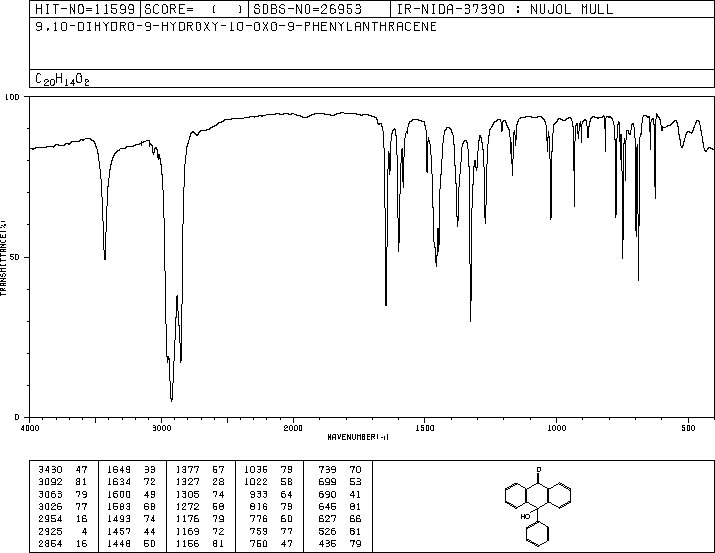 HIT-NO=11599 SCORE= ( ) SDBS-NO=26953 IR-NIDA-37390 : NUJOL MULL
9,10-DIHYDRO-9-HYDROXY-10-OXO-9-PHENYLANTHRACENE
C20H14O2
100
50
0
TRANSMITTANCE(%)
4000 3000 2000 1500 1000 500
WAVENUMBER(-1)
3430 47 1649 33 1377 57 1036 79 739 70
3092 81 1634 72 1327 28 1022 58 699 53
3063 79 1600 49 1305 74 933 64 690 41
3026 77 1583 68 1272 58 816 79 645 81
2954 16 1493 74 1176 79 776 60 627 66
2925 4 1457 44 1169 72 759 77 526 81
2854 16 1448 50 1156 81 750 47 435 79
O
HO